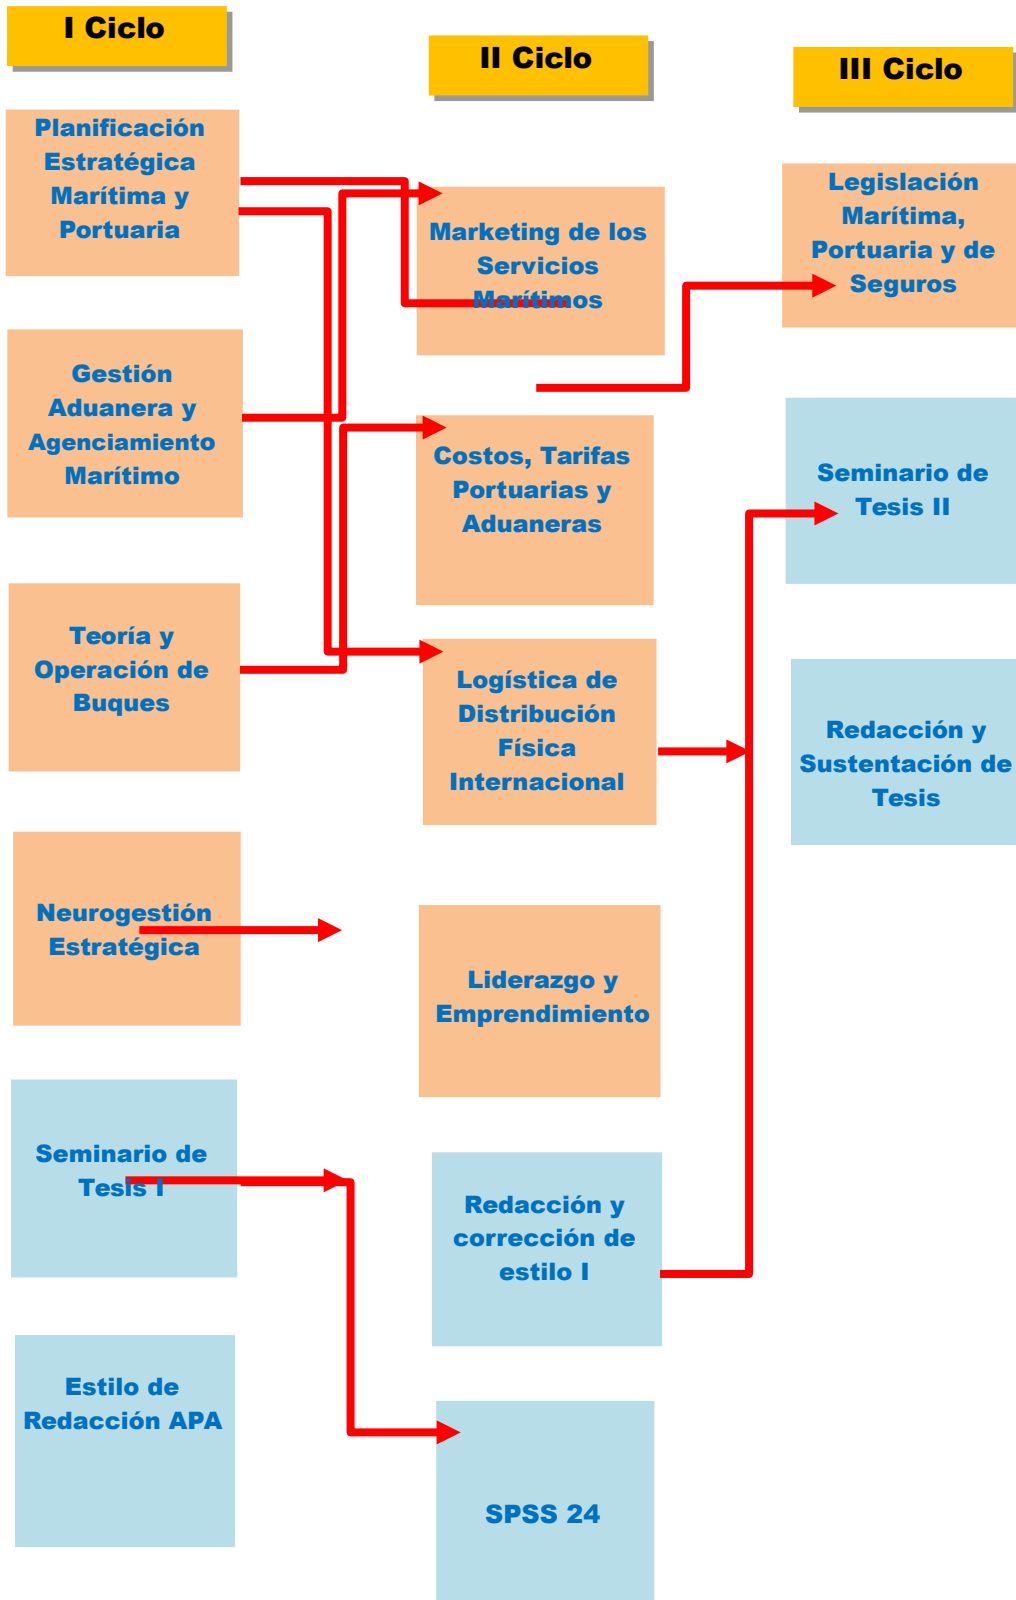 I Ciclo
Planificación
Estratégica
Marítima y
Portuaria
Gestión
Aduanera y
Agenciamiento
Marítimo
Teoría y
Operación de
Buques
Neurogestión
Estratégica
Seminario de
Tesis I
Estilo de
Redacción APA
II Ciclo
Marketing de los
Servicios
Marítimos
Costos, Tarifas
Portuarias y
Aduaneras
Logística de
Distribución
Física
Internacional
Liderazgo y
Emprendimiento
Redacción y
corrección de
estilo I
SPSS 24
III Ciclo
Legislación
Marítima,
Portuaria y de
Seguros
Seminario de
Tesis II
Redacción y
Sustentación de
Tesis